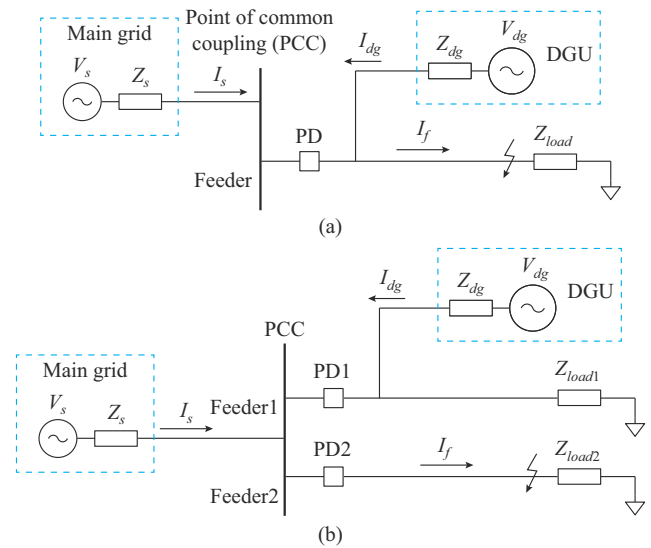 Point of common
coupling (PCC)
Main grid
V_s
Z_s
I_s
I_dg
Z_dg
V_dg
DGU
PD
I_f
Z_load
Feeder
(a)
I_dg
Z_dg
V_dg
DGU
PCC
Main grid
V_s
Z_s
I_s
Feeder1
PD1
Z_load1
PD2
I_f
Z_load2
Feeder2
(b)